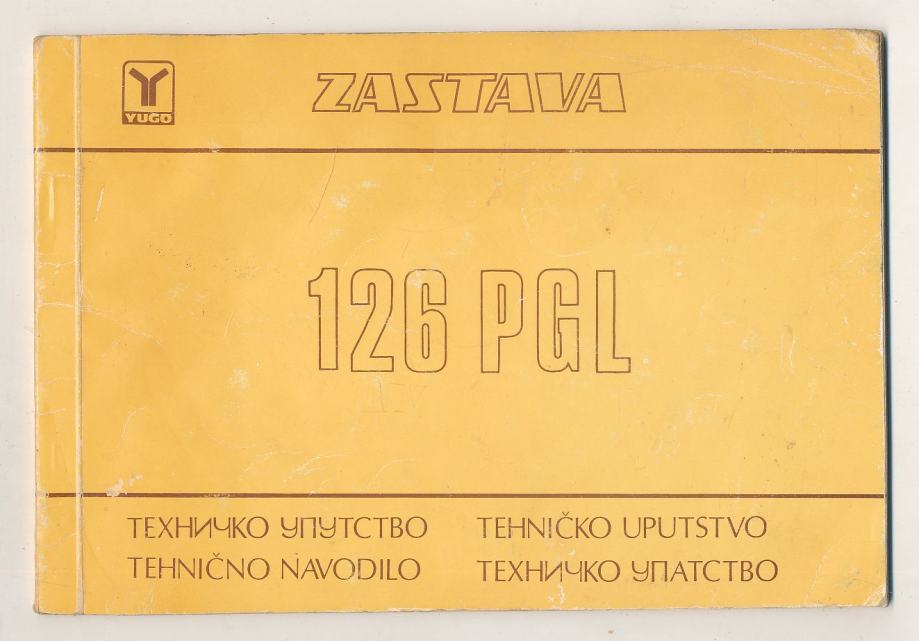 YUGO
ZASTAVA
126 PGL
ТЕХНИЧКО УПУТСТВО
TEHNIČKO UPUTSTVO
TEHNIČNO NAVODILO
ТЕХНИЧКО УПАТСТВО